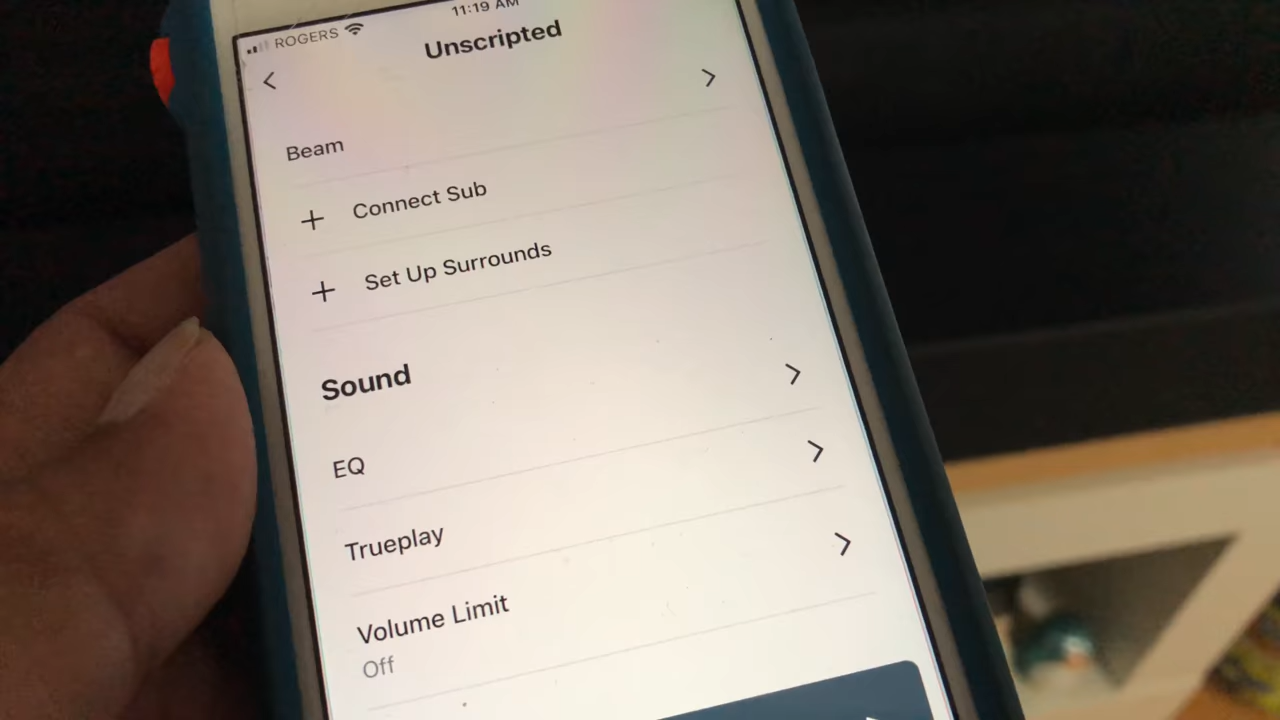 ROGERS 11:19 AM
Unscripted
Beam
Connect Sub
Set Up Surrounds
Sound
EQ
Trueplay
Volume Limit
Off